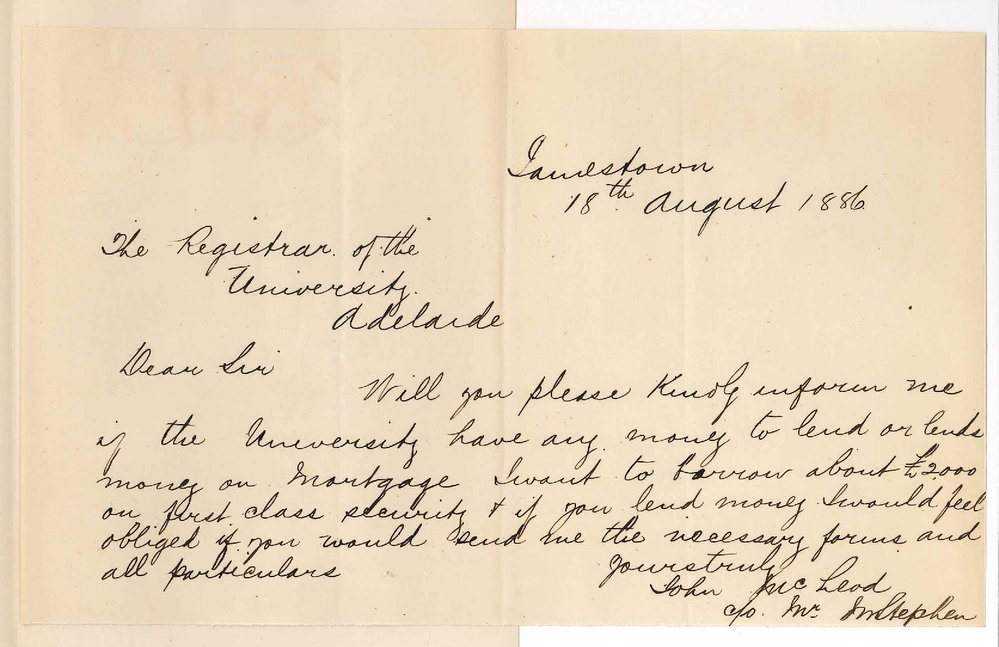 Jamestown
18th August 1886
The Registrar of the
University
Adelaide
Dear Sir
Will you please Kindly inform me
if the University have any money to lend or lends
money on Mortgage I want to borrow about £2,000
on first class security & if you lend money I would feel
obliged if you would send me the necessary forms and
all particulars
Yours truly
John McLeod
c/o. Mr. Stephen